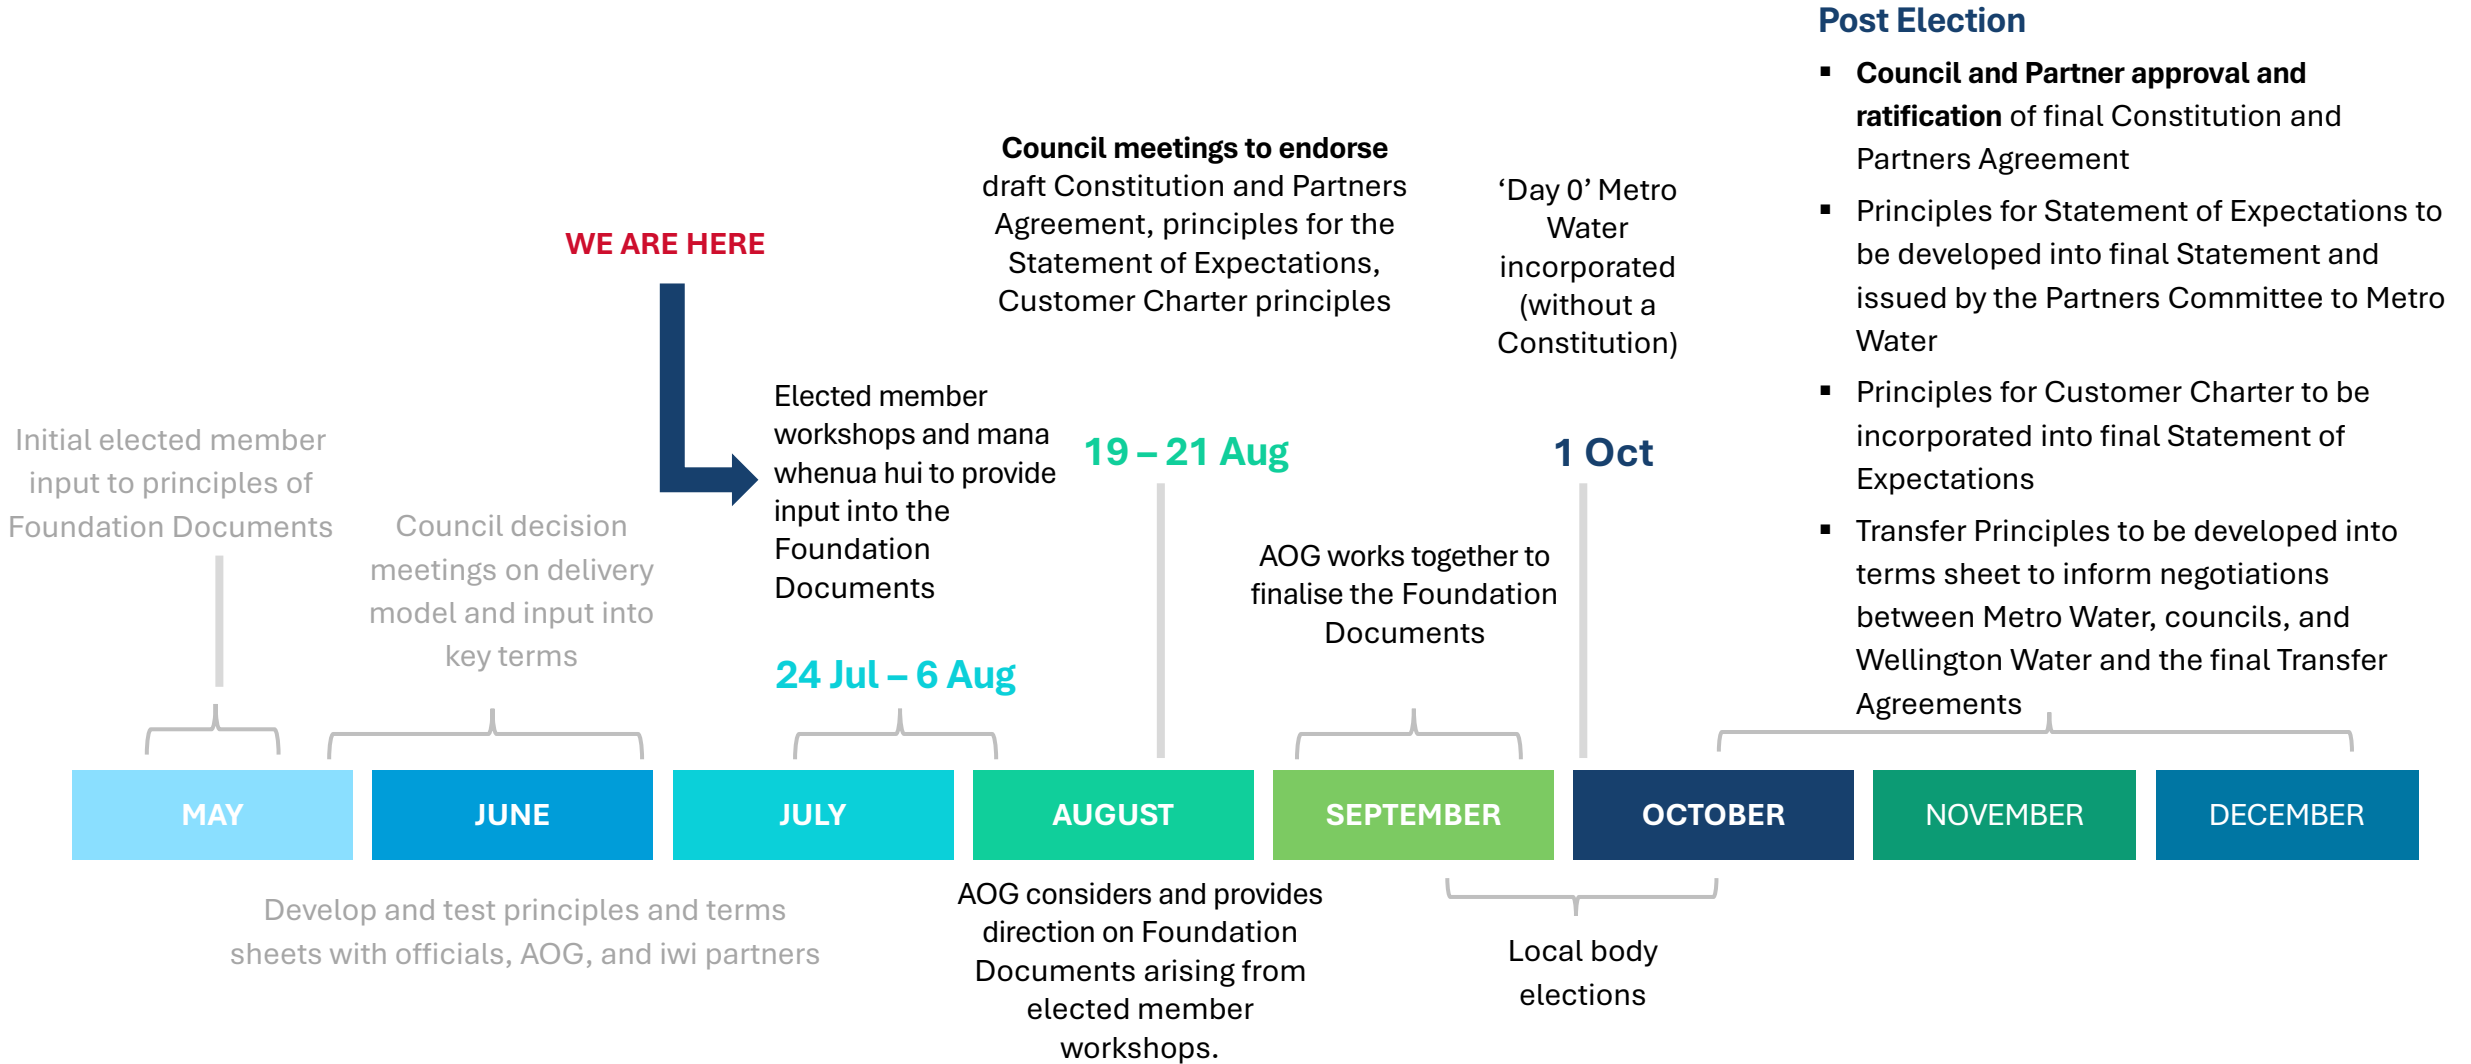 Post Election
▪ Council and Partner approval and
ratification of final Constitution and
Partners Agreement
▪ Principles for Statement of Expectations to
be developed into final Statement and
issued by the Partners Committee to Metro
Water
▪ Principles for Customer Charter to be
incorporated into final Statement of
Expectations
▪ Transfer Principles to be developed into
terms sheet to inform negotiations
between Metro Water, councils, and
Wellington Water and the final Transfer
Agreements
Council meetings to endorse
draft Constitution and Partners
Agreement, principles for the
Statement of Expectations,
Customer Charter principles
‘Day 0’ Metro
Water
incorporated
(without a
Constitution)
WE ARE HERE
Elected member
workshops and mana
whenua hui to provide
input into the
Foundation
Documents
19 – 21 Aug
1 Oct
Initial elected member
input to principles of
Foundation Documents
Council decision
meetings on delivery
model and input into
key terms
AOG works together to
finalise the Foundation
Documents
24 Jul – 6 Aug
MAY
JUNE
JULY
AUGUST
SEPTEMBER
OCTOBER
NOVEMBER
DECEMBER
Develop and test principles and terms
sheets with officials, AOG, and iwi partners
AOG considers and provides
direction on Foundation
Documents arising from
elected member
workshops.
Local body
elections